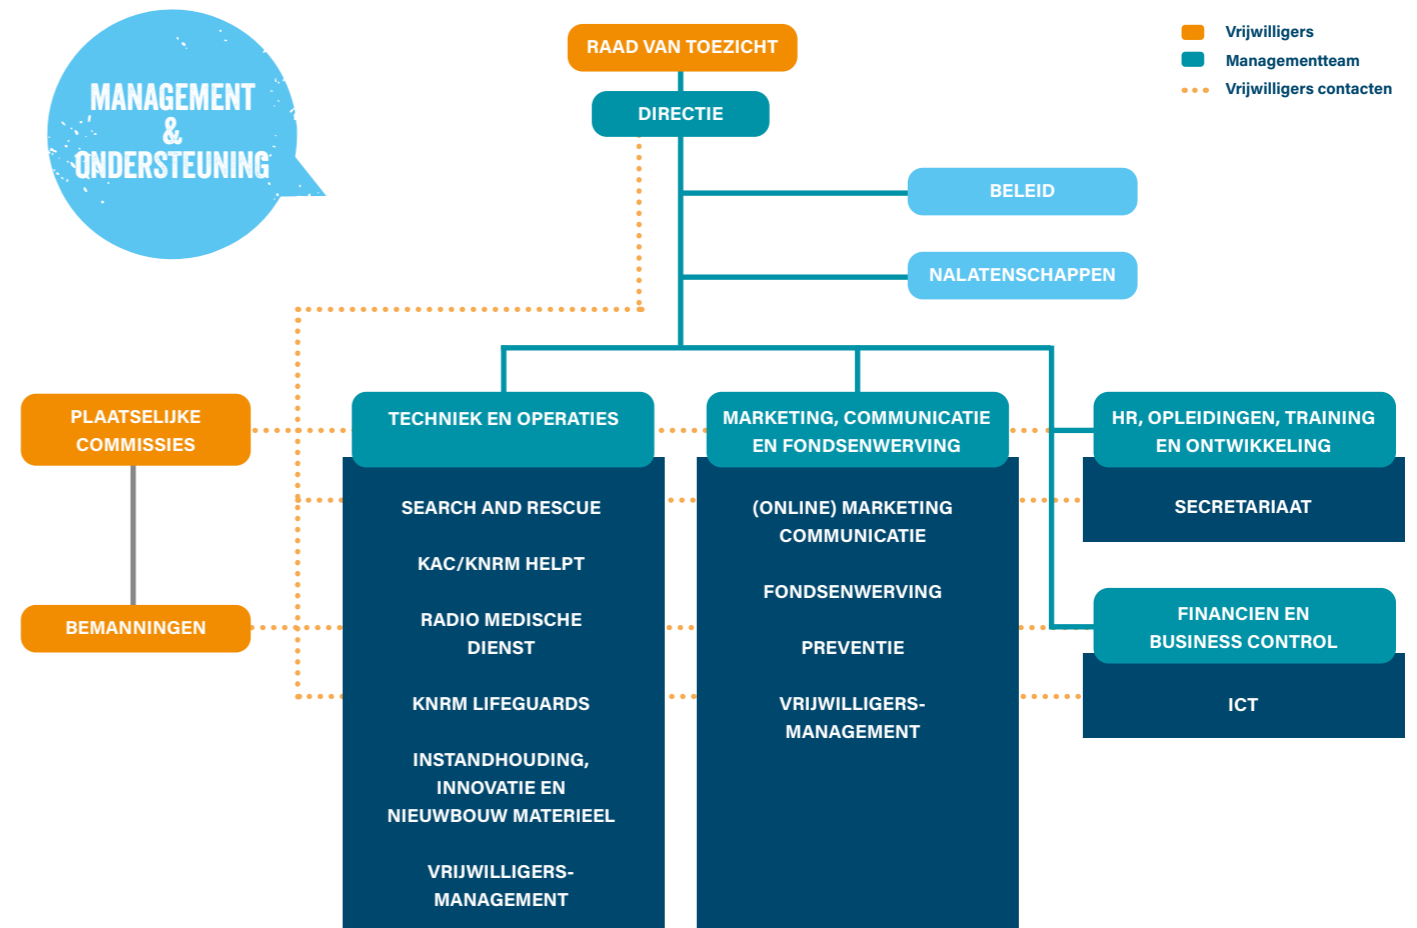 MANAGEMENT
&
ONDERSTEUNING
RAAD VAN TOEZICHT
DIRECTIE
Vrijwilligers
Managementteam
Vrijwilligers contacten
BELEID
NALATENSCHAPPEN
PLAATSELIJKE
COMMISSIES
BEMANNINGEN
TECHNIEK EN OPERATIES
SEARCH AND RESCUE
KAC/KNRM HELPT
RADIO MEDISCHE
DIENST
KNRM LIFEGUARDS
INSTANDHOUDING,
INNOVATIE EN
NIEUWBOUW MATERIEEL
VRIJWILLIGERS-
MANAGEMENT
MARKETING, COMMUNICATIE
EN FONDSENWERVING
(ONLINE) MARKETING
COMMUNICATIE
FONDSENWERVING
PREVENTIE
VRIJWILLIGERS-
MANAGEMENT
HR, OPLEIDINGEN, TRAINING
EN ONTWIKKELING
SECRETARIAAT
FINANCIEN EN
BUSINESS CONTROL
ICT